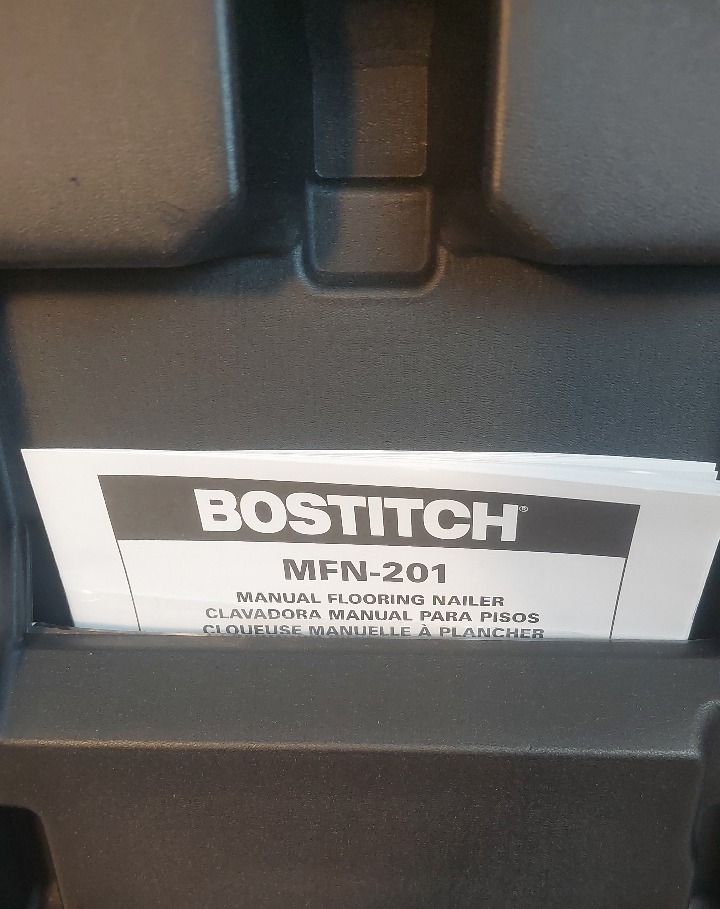 BOSTITCH®
MFN-201
MANUAL FLOORING NAILER
CLAVADORA MANUAL PARA PISOS
CLOUEUSE MANUELLE À PLANCHER